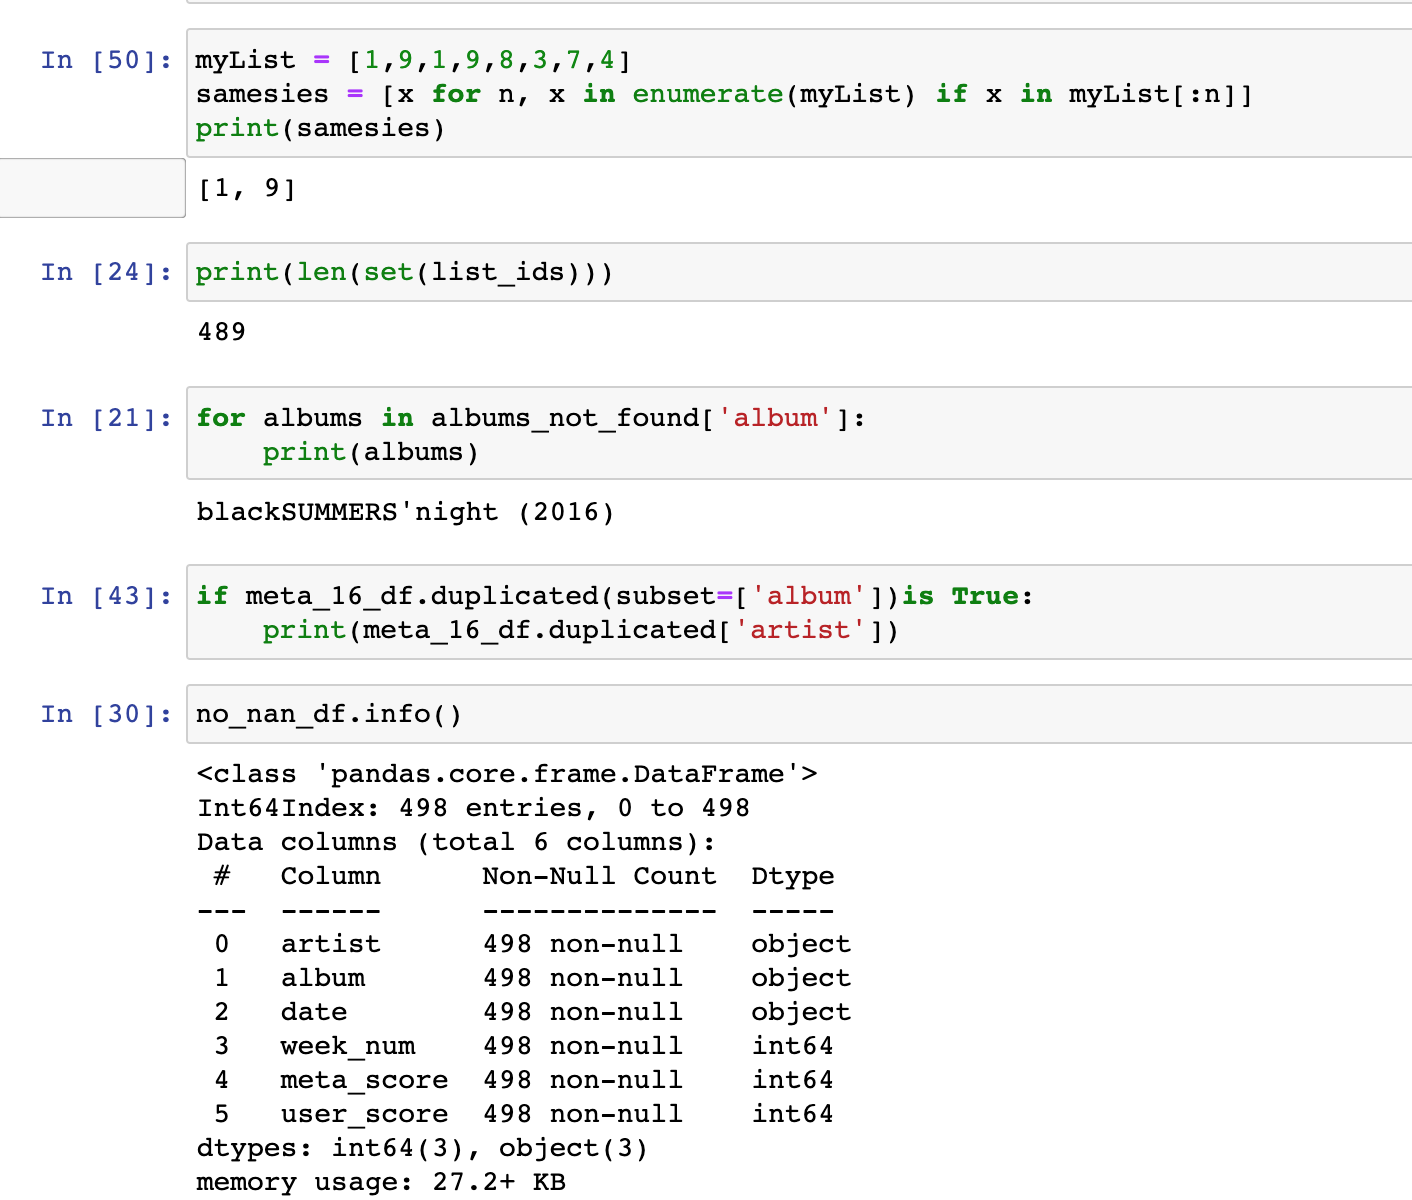 In [50]: myList = [1,9,1,9,8,3,7,4]
samesies = [x for n, x in enumerate(myList) if x in myList[:n]]
print(samesies)
[1, 9]
In [24]: print(len(set(list_ids)))
489
In [21]: for albums in albums_not_found['album']:
    print(albums)
blackSUMMERS'night (2016)
In [43]: if meta_16_df.duplicated(subset=['album'])is True:
    print(meta_16_df.duplicated['artist'])
In [30]: no_nan_df.info()
<class 'pandas.core.frame.DataFrame'>
Int64Index: 498 entries, 0 to 498
Data columns (total 6 columns):
 #   Column      Non-Null Count  Dtype
---  ------      --------------  -----
 0   artist      498 non-null    object
 1   album       498 non-null    object
 2   date        498 non-null    object
 3   week_num    498 non-null    int64
 4   meta_score  498 non-null    int64
 5   user_score  498 non-null    int64
dtypes: int64(3), object(3)
memory usage: 27.2+ KB